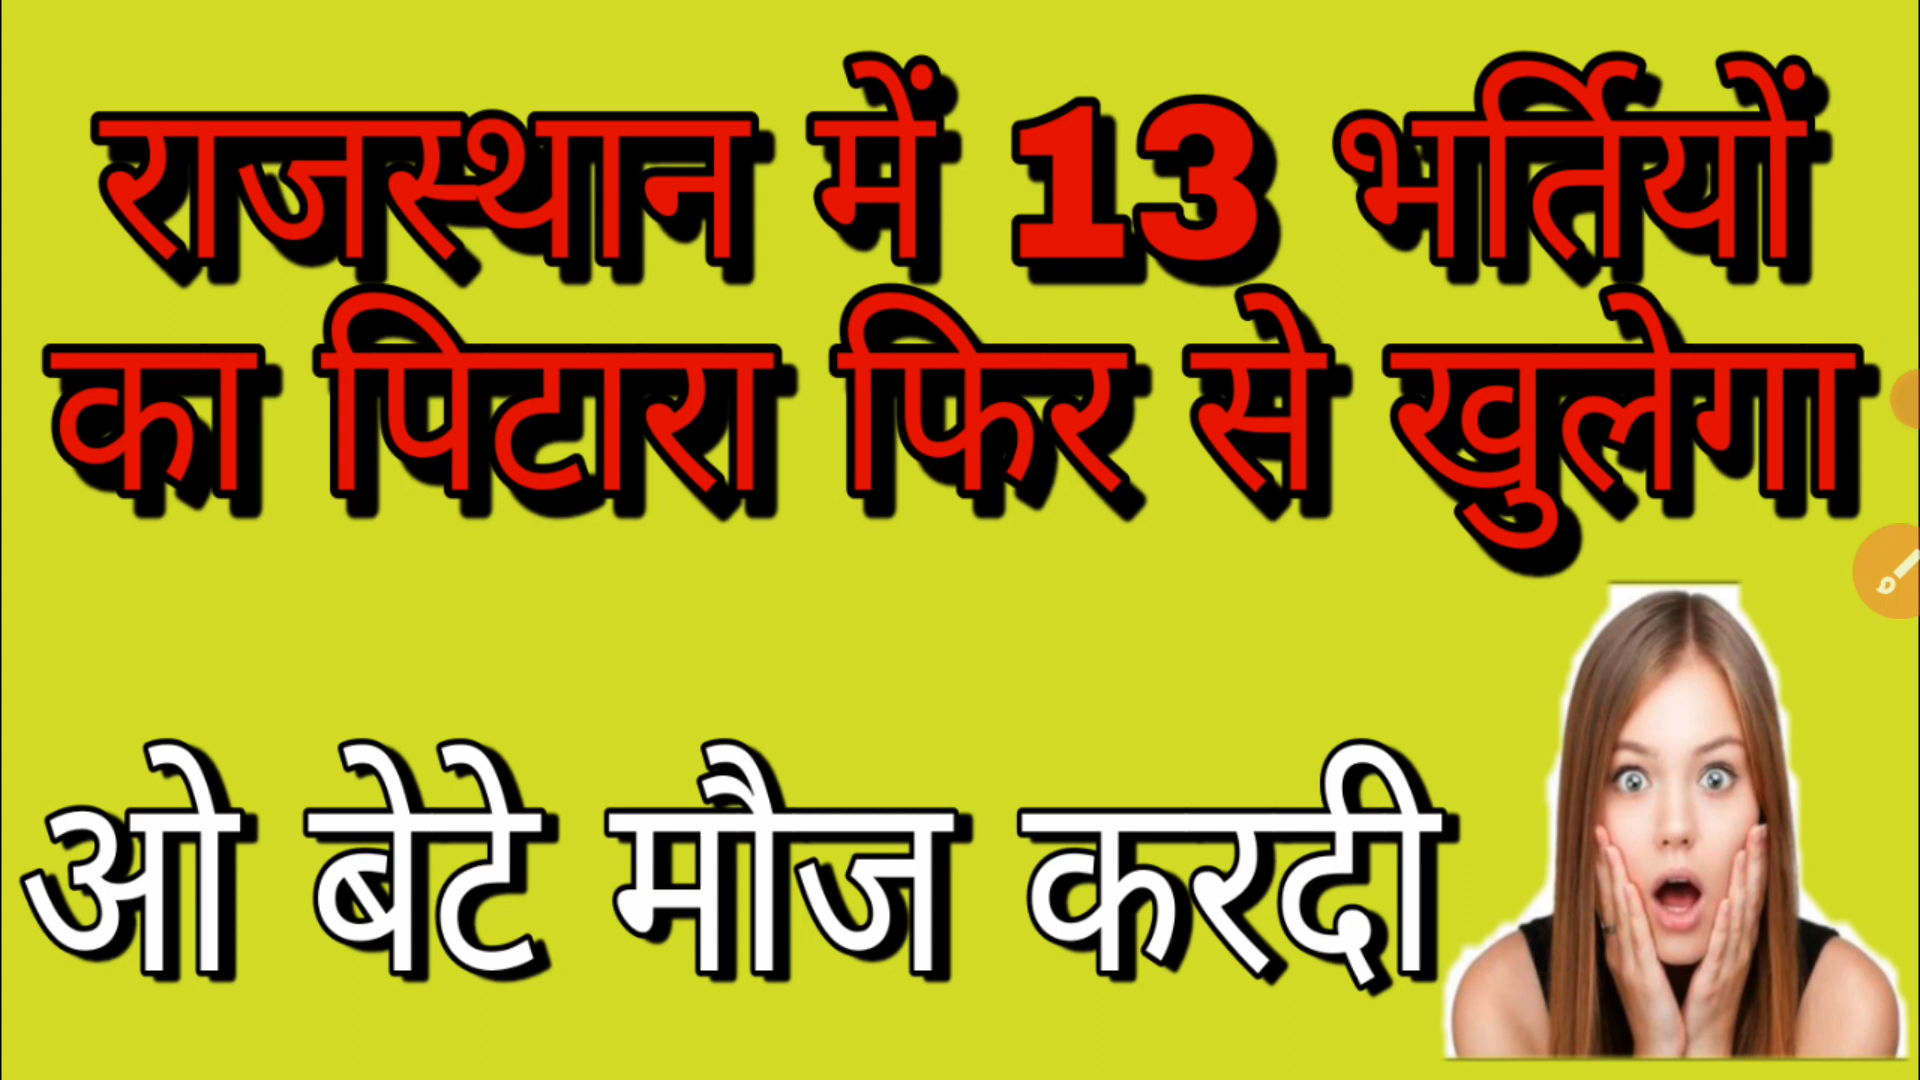 राजस्थान में 13 भर्तियों
का पिटारा फिर से खुलेगा
ओ बेटे मौज करदी